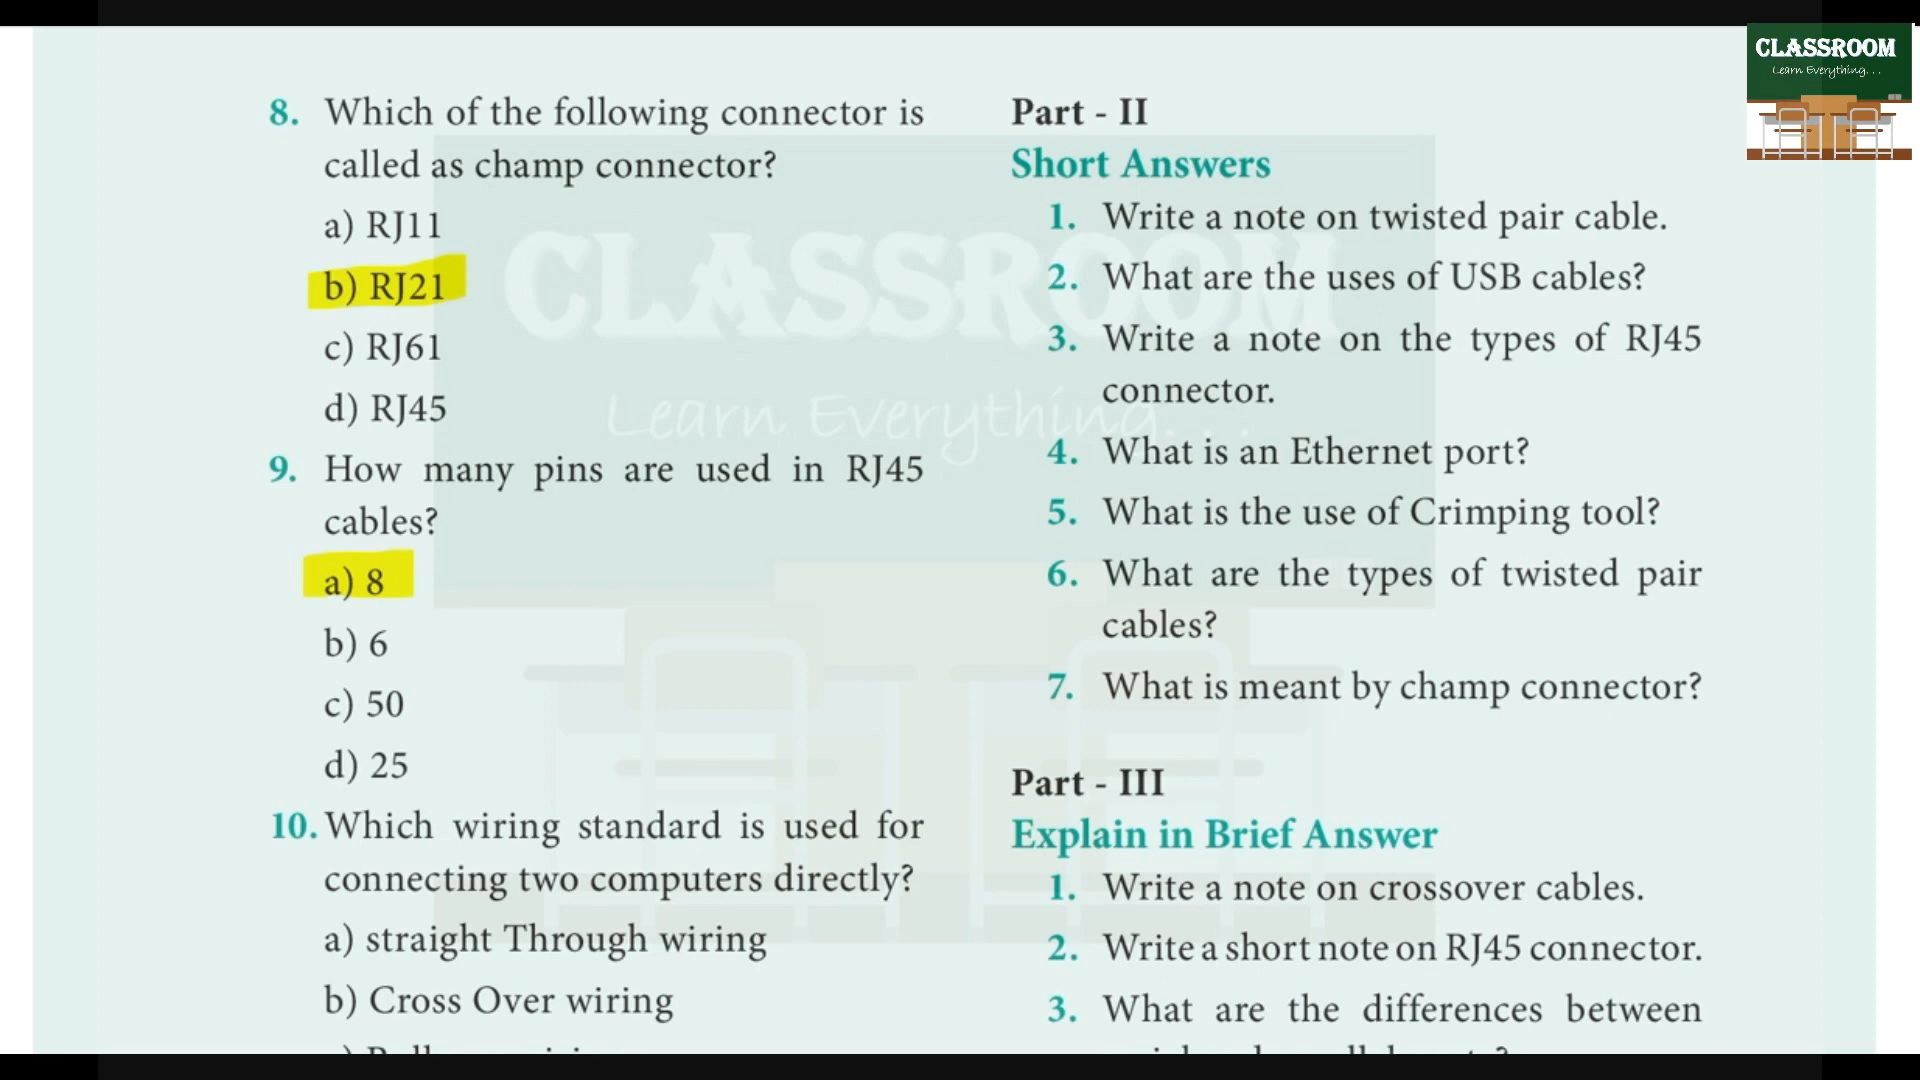 CLASSROOM
Learn Everything...
8. Which of the following connector is
called as champ connector?
a) RJ11
b) RJ21
c) RJ61
d) RJ45
9. How many pins are used in RJ45
cables?
a) 8
b) 6
c) 50
d) 25
10. Which wiring standard is used for
connecting two computers directly?
a) straight Through wiring
b) Cross Over wiring
Part - II
Short Answers
1. Write a note on twisted pair cable.
2. What are the uses of USB cables?
3. Write a note on the types of RJ45
connector.
4. What is an Ethernet port?
5. What is the use of Crimping tool?
6. What are the types of twisted pair
cables?
7. What is meant by champ connector?
Part - III
Explain in Brief Answer
1. Write a note on crossover cables.
2. Write a short note on RJ45 connector.
3. What are the differences between
CLASSROOM
Learn Everything...